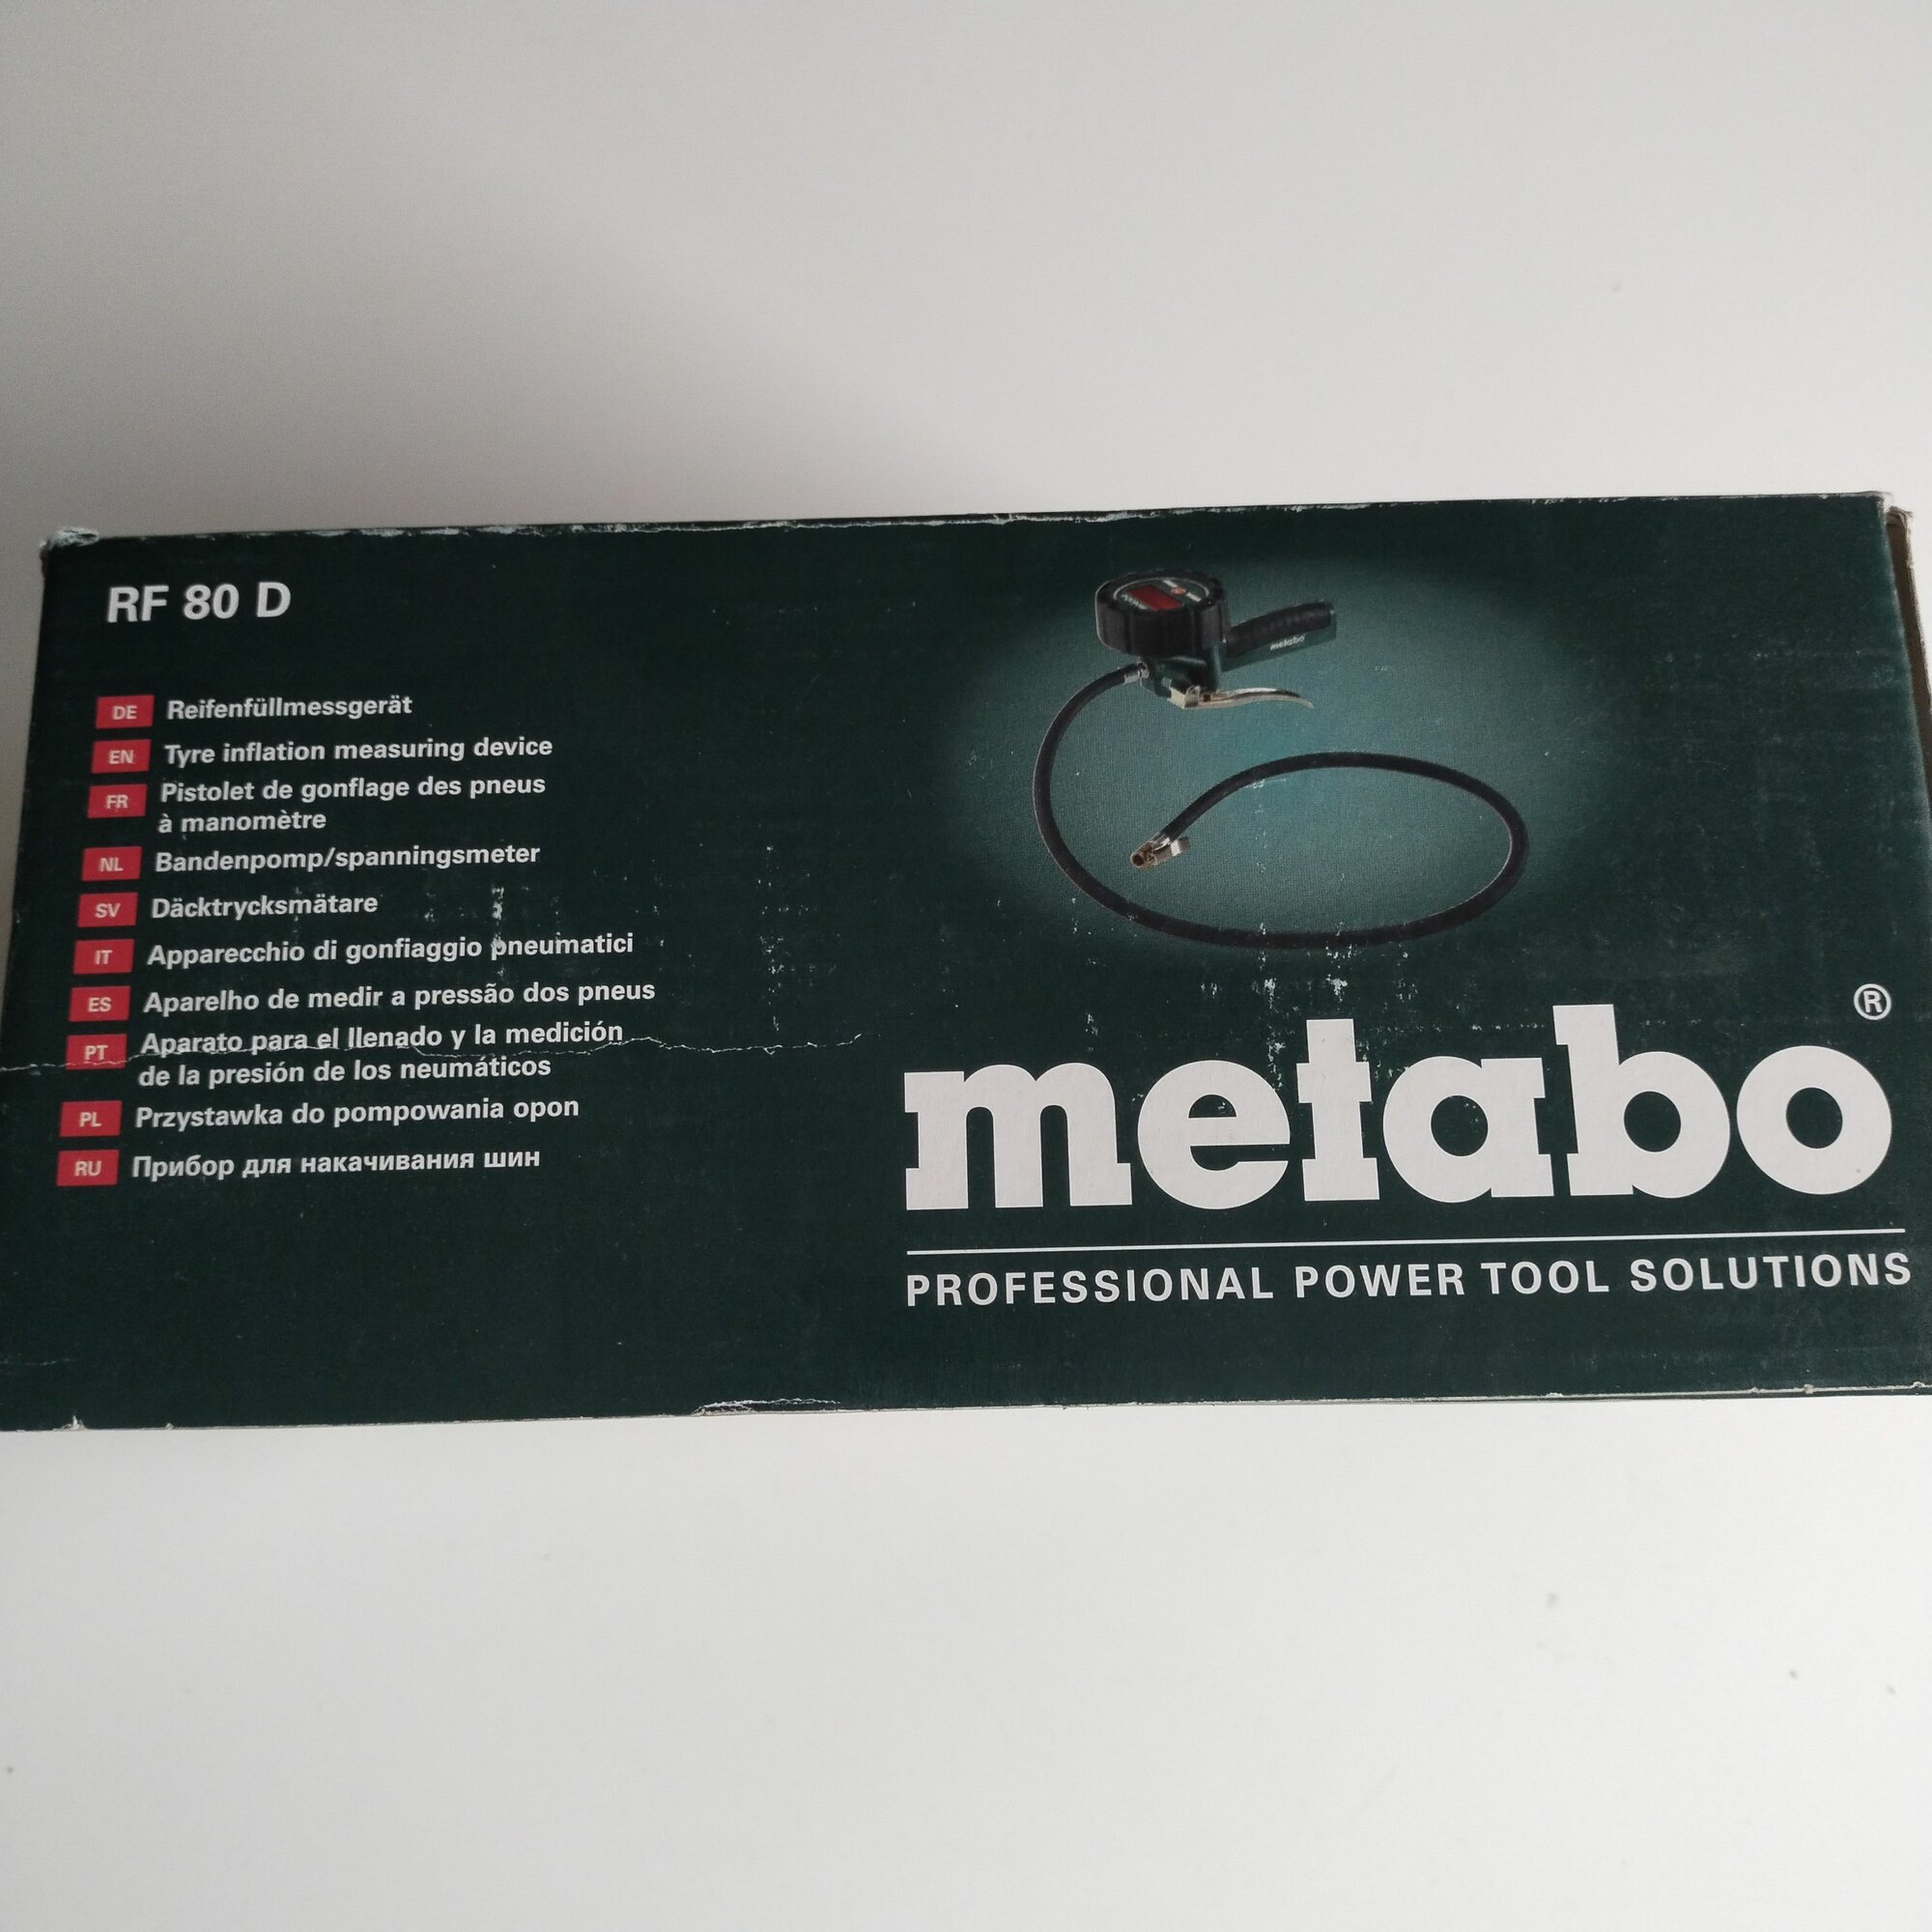 RF 80 D
DE Reifenfüllmessgerät
EN Tyre inflation measuring device
FR Pistolet de gonflage des pneus
à manomètre
NL Bandenpomp/spanningsmeter
SV Däcktrycksmätare
IT Apparecchio di gonfiaggio pneumatici
ES Aparelho de medir a pressão dos pneus
PT Aparato para el llenado y la medición
de la presión de los neumáticos
PL Przystawka do pompowania opon
RU Прибор для накачивания шин
metabo
metabo®
PROFESSIONAL POWER TOOL SOLUTIONS